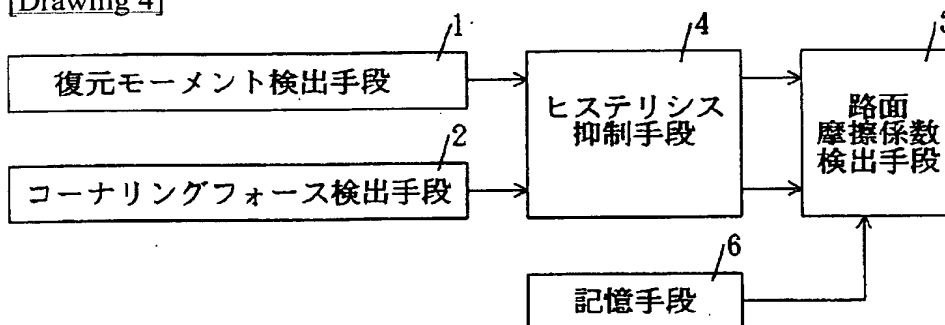 [Drawing 4]
1
復元モーメント検出手段
2
コーナリングフォース検出手段
4
ヒステリシス
抑制手段
5
路面
摩擦係数
検出手段
6
記憶手段